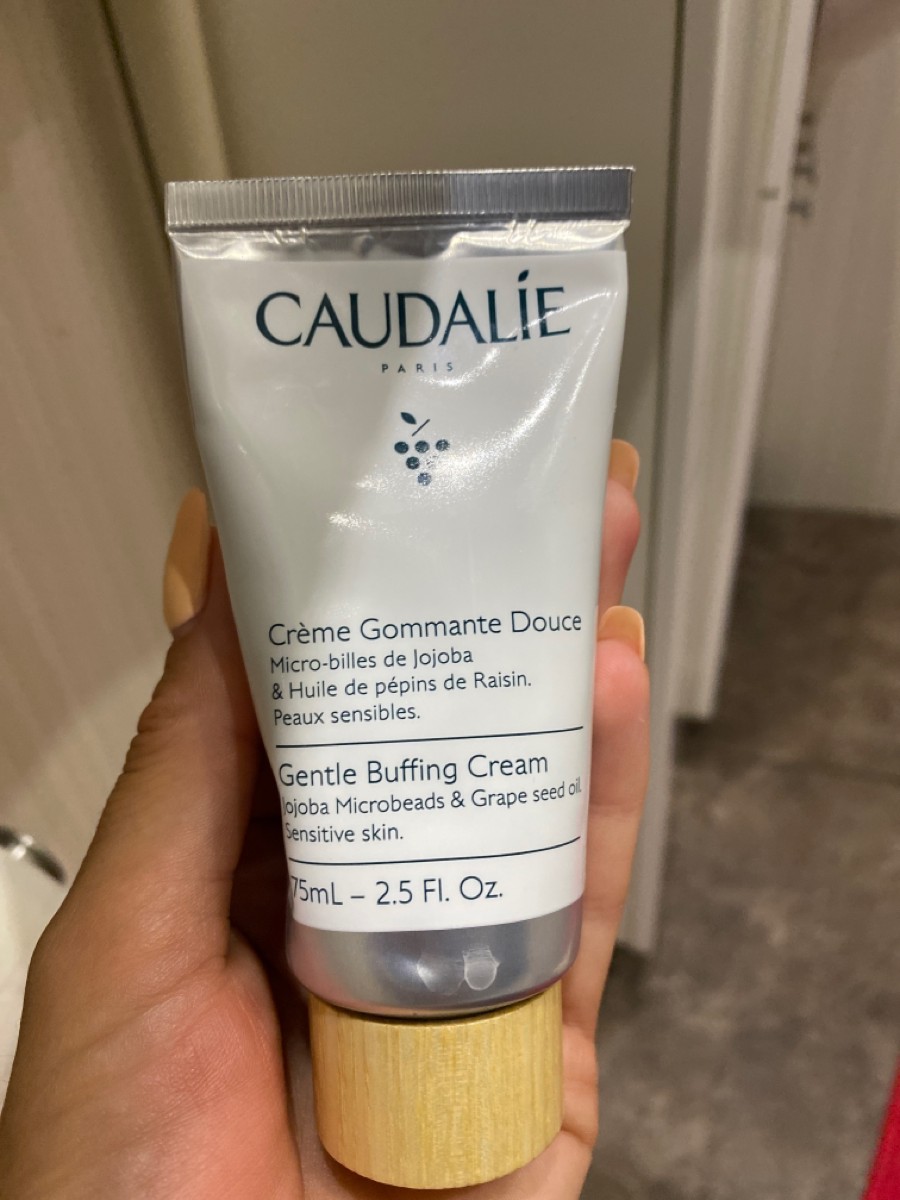 CAUDALÍE
PARIS
Crème Gommante Douce
Micro-billes de Jojoba
& Huile de pépins de Raisin.
Peaux sensibles.
Gentle Buffing Cream
Jojoba Microbeads & Grape seed oil.
Sensitive skin.
75mL – 2.5 Fl. Oz.